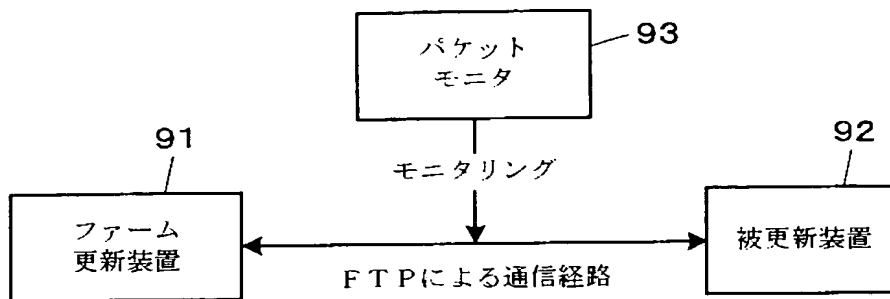 パケット
モニタ
93
91
モニタリング
92
ファーム
更新装置
被更新装置
FTPによる通信経路